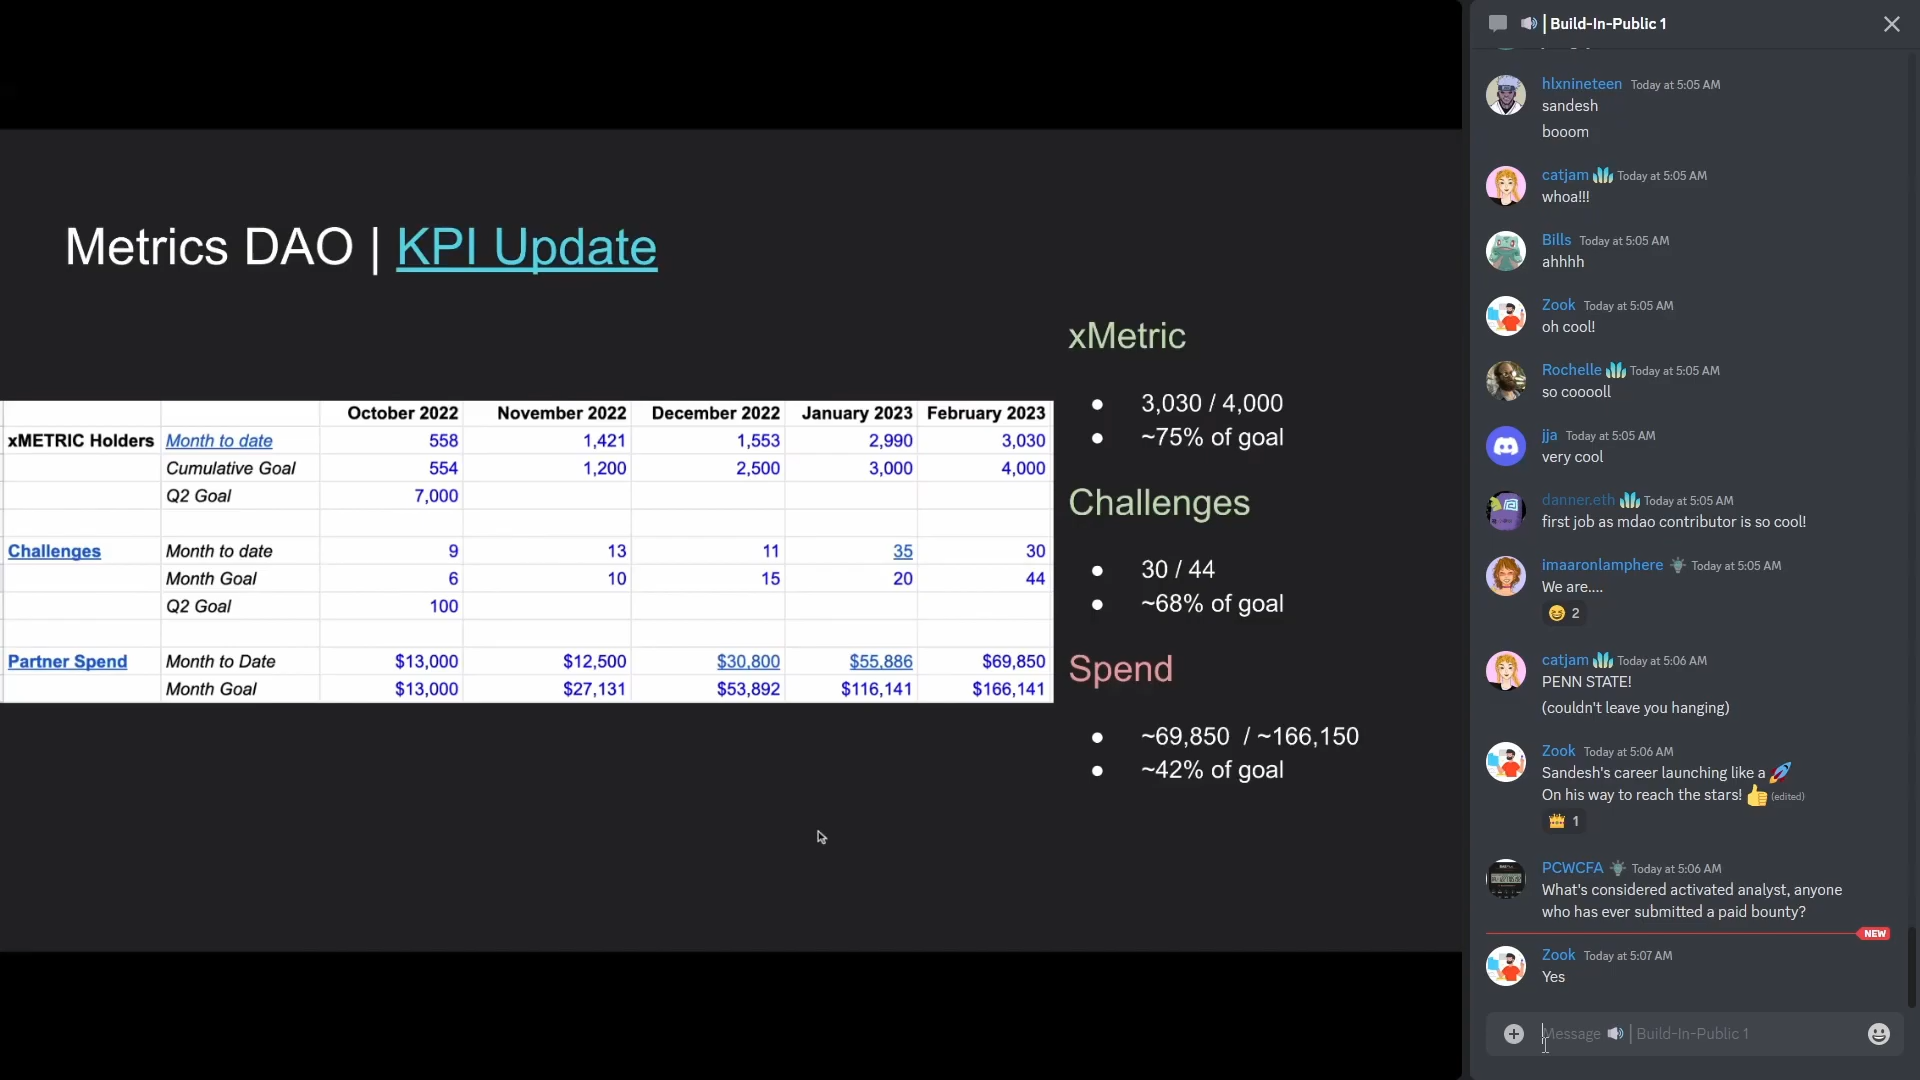 Metrics DAO | KPI Update
October 2022 November 2022 December 2022 January 2023 February 2023
xMETRIC Holders Month to date 558 1,421 1,553 2,990 3,030
Cumulative Goal 554 1,200 2,500 3,000 4,000
Q2 Goal 7,000
Challenges Month to date 9 13 11 35 30
Month Goal 6 10 15 20 44
Q2 Goal 100
Partner Spend Month to Date $13,000 $12,500 $30,800 $55,886 $69,850
Month Goal $13,000 $27,131 $53,892 $116,141 $166,141
xMetric
● 3,030 / 4,000
● ~75% of goal
Challenges
● 30 / 44
● ~68% of goal
Spend
● ~69,850 / ~166,150
● ~42% of goal
| Build-In-Public 1
hlxnineteen Today at 5:05 AM
sandesh
booom
catjam Today at 5:05 AM
whoa!!!
Bills Today at 5:05 AM
ahhhh
Zook Today at 5:05 AM
oh cool!
Rochelle Today at 5:05 AM
so cooooll
jja Today at 5:05 AM
very cool
danner.eth Today at 5:05 AM
first job as mdao contributor is so cool!
imaaronlamphere Today at 5:05 AM
We are....
😄 2
catjam Today at 5:06 AM
PENN STATE!
(couldn't leave you hanging)
Zook Today at 5:06 AM
Sandesh's career launching like a 🚀
On his way to reach the stars! 👍 (edited)
👑 1
PCWCFA Today at 5:06 AM
What's considered activated analyst, anyone
who has ever submitted a paid bounty?
NEW
Zook Today at 5:07 AM
Yes
Message 🔊 | Build-In-Public 1